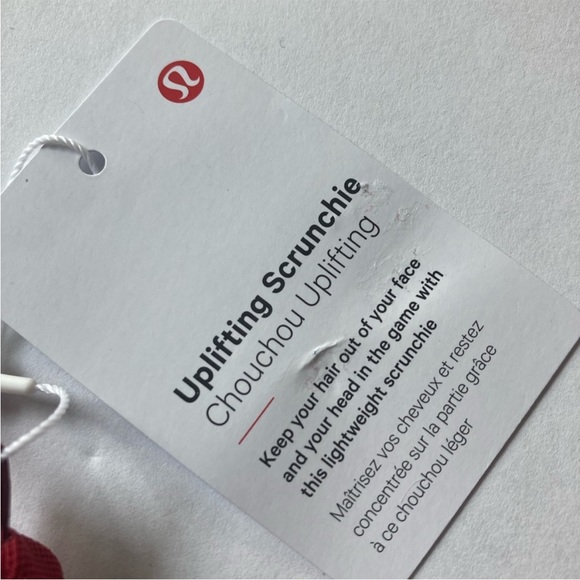 Uplifting Scrunchie
Chouchou Uplifting
Keep your hair out of your face
and your head in the game with
this lightweight scrunchie
Maîtrisez vos cheveux et restez
concentrée sur la partie grâce
à ce chouchou léger